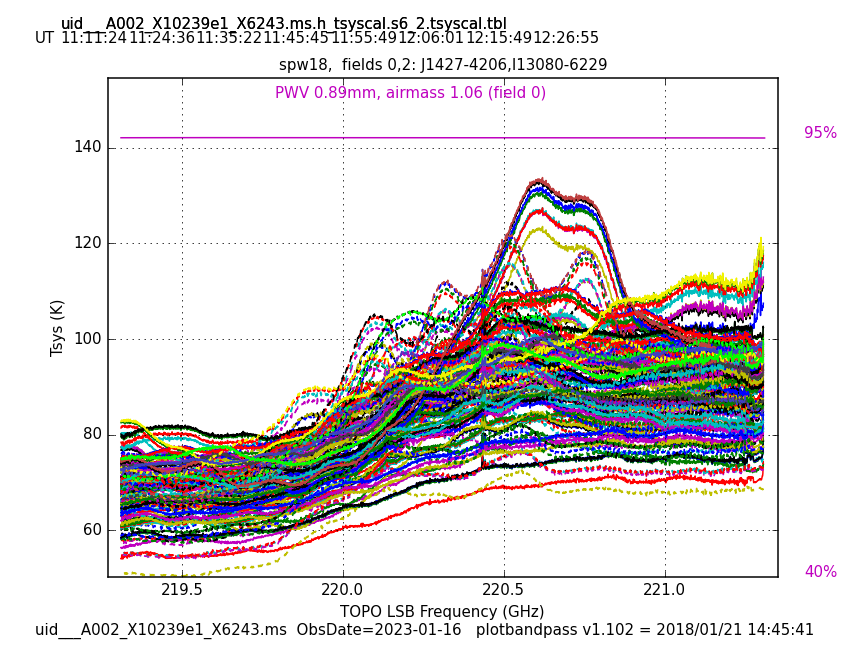 uid___A002_X10239e1_X6243.ms.h_tsyscal.s6_2.tsyscal.tbl
UT 11:11:24 11:24:36 11:35:22 11:45:45 11:55:49 12:06:01 12:15:49 12:26:55
spw18, fields 0,2: J1427-4206,I13080-6229
PWV 0.89mm, airmass 1.06 (field 0)
95%
140
120
100
80
60
Tsys (K)
40%
219.5 220.0 220.5 221.0
TOPO LSB Frequency (GHz)
uid___A002_X10239e1_X6243.ms ObsDate=2023-01-16 plotbandpass v1.102 = 2018/01/21 14:45:41